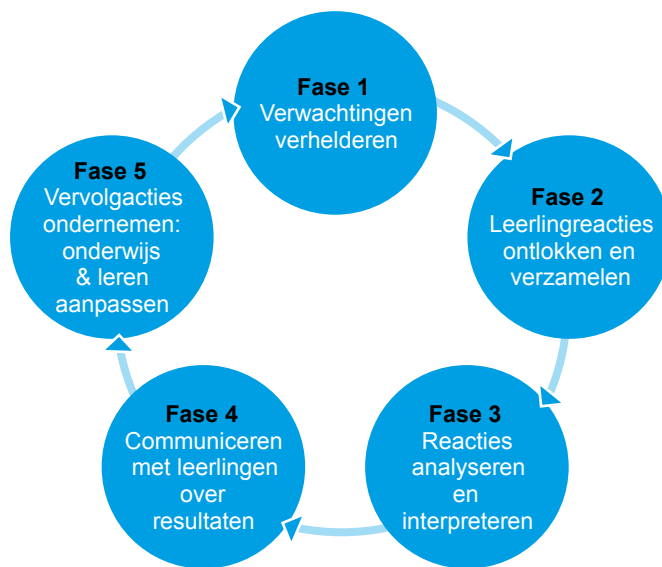 Fase 1
Verwachtingen
verhelderen
Fase 2
Leerlingreacties
ontlokken en
verzamelen
Fase 3
Reacties
analyseren
en
interpreteren
Fase 4
Communiceren
met leerlingen
over
resultaten
Fase 5
Vervolgacties
ondernemen:
onderwijs
& leren
aanpassen